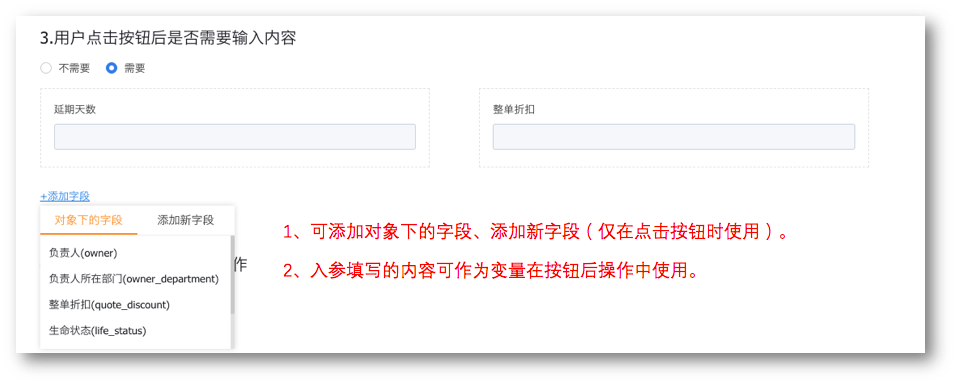 3.用户点击按钮后是否需要输入内容
不需要 需要
延期天数 整单折扣
+添加字段
对象下的字段 添加新字段
1、可添加对象下的字段、添加新字段（仅在点击按钮时使用）。
负责人(owner) 作
2、入参填写的内容可作为变量在按钮后操作中使用。
负责人所在部门(owner_department)
整单折扣(quote_discount)
生命状态(life_status)